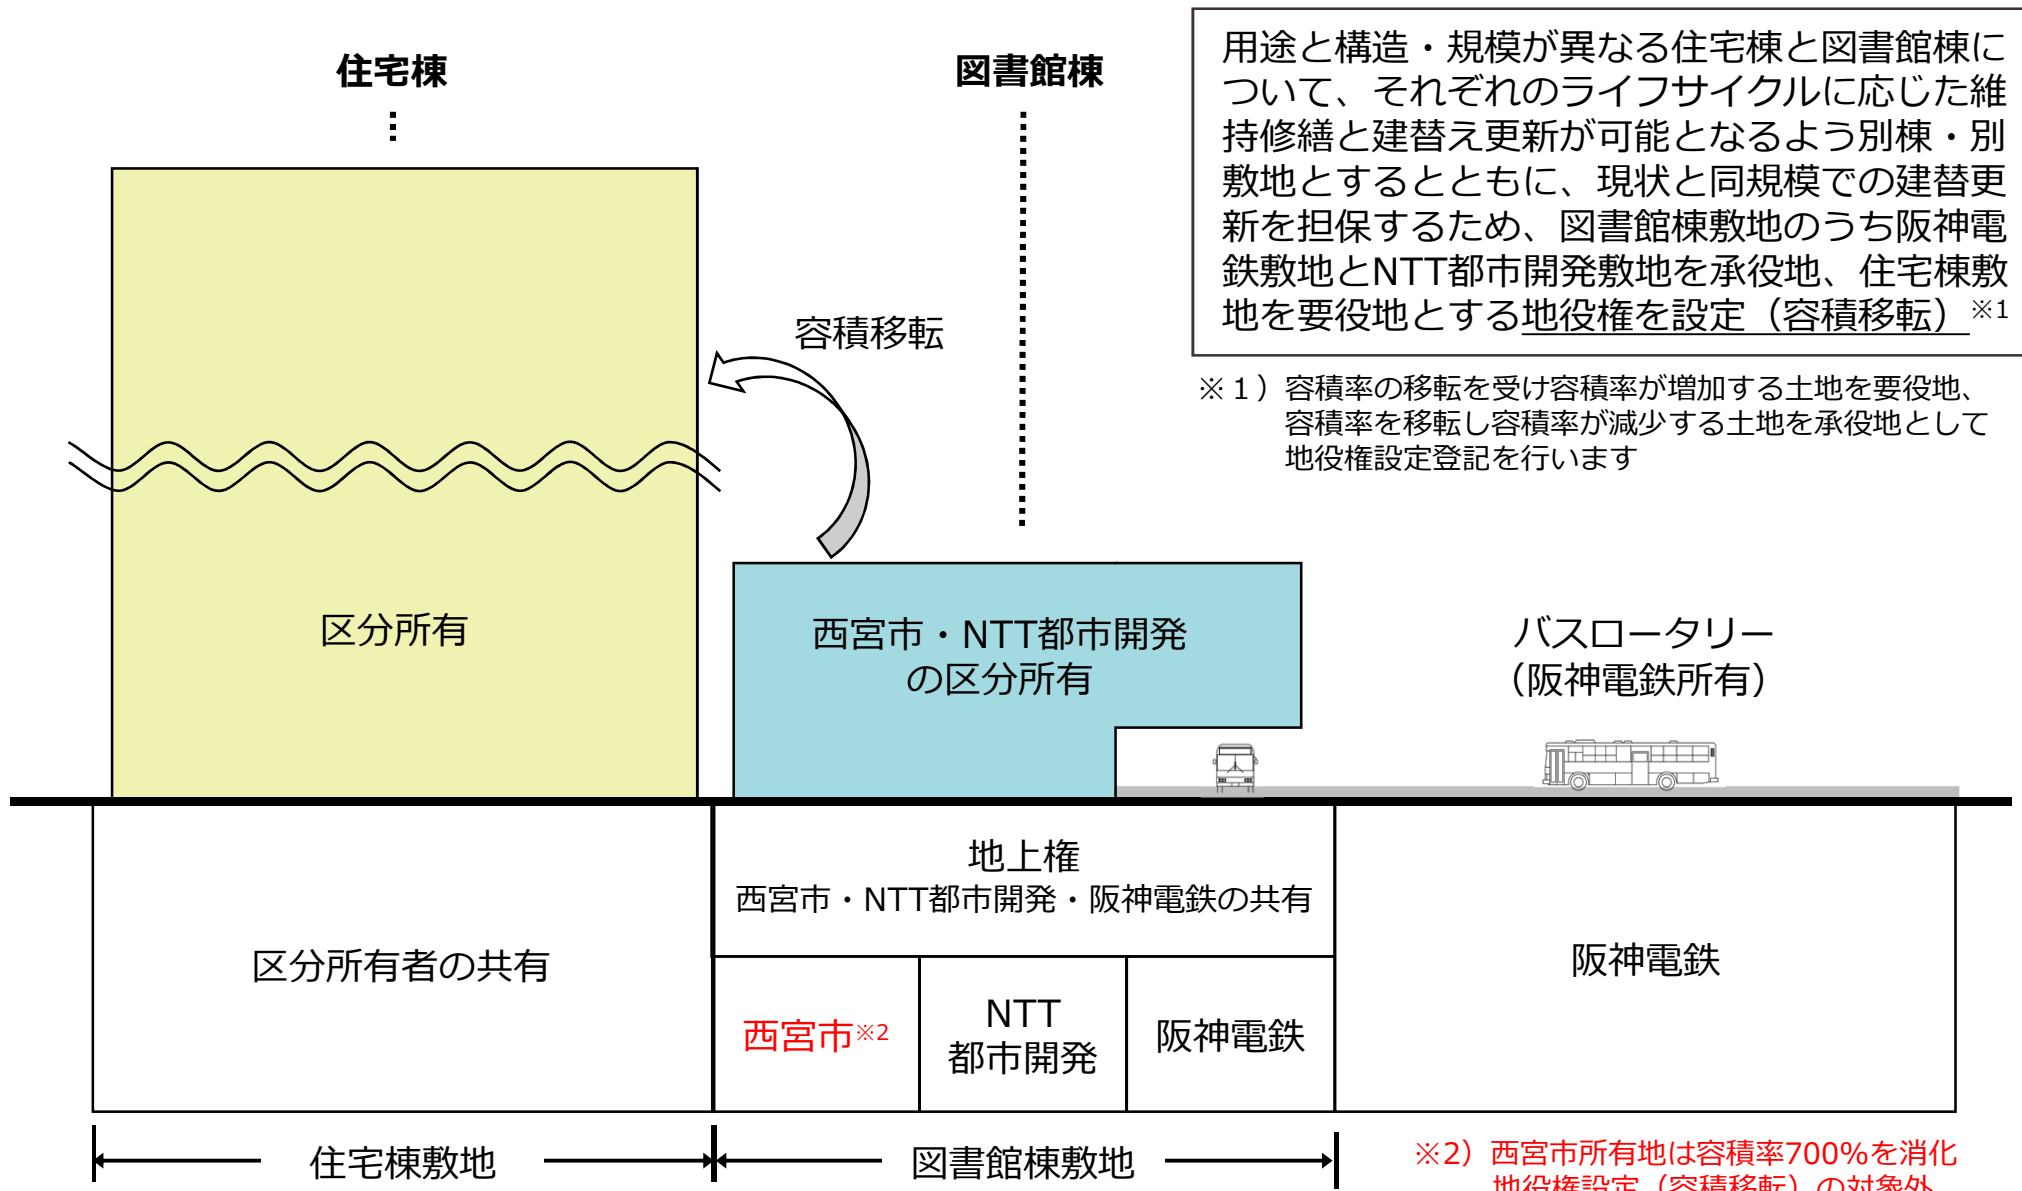 住宅棟
図書館棟
用途と構造・規模が異なる住宅棟と図書館棟に
ついて、それぞれのライフサイクルに応じた維
持修繕と建替え更新が可能となるよう別棟・別
敷地とするとともに、現状と同規模での建替更
新を担保するため、図書館棟敷地のうち阪神電
鉄敷地とNTT都市開発敷地を承役地、住宅棟敷
地を要役地とする地役権を設定（容積移転）※1
※１）容積率の移転を受け容積率が増加する土地を要役地、
容積率を移転し容積率が減少する土地を承役地として
地役権設定登記を行います
容積移転
区分所有
西宮市・NTT都市開発
の区分所有
バスロータリー
（阪神電鉄所有）
地上権
西宮市・NTT都市開発・阪神電鉄の共有
区分所有者の共有
西宮市※2
NTT
都市開発
阪神電鉄
阪神電鉄
住宅棟敷地
図書館棟敷地
※2）西宮市所有地は容積率700%を消化
地役権設定（容積移転）の対象外